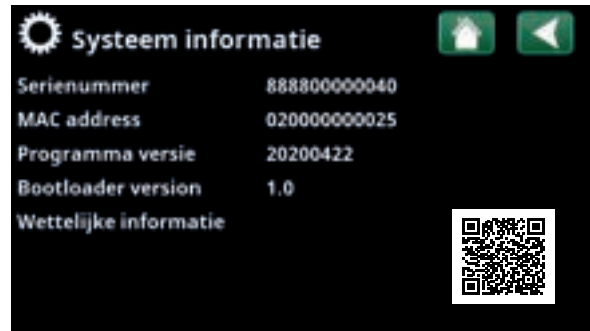 Systeem informatie
Serienummer 888800000040
MAC address 020000000025
Programma versie 20200422
Bootloader version 1.0
Wettelijke informatie